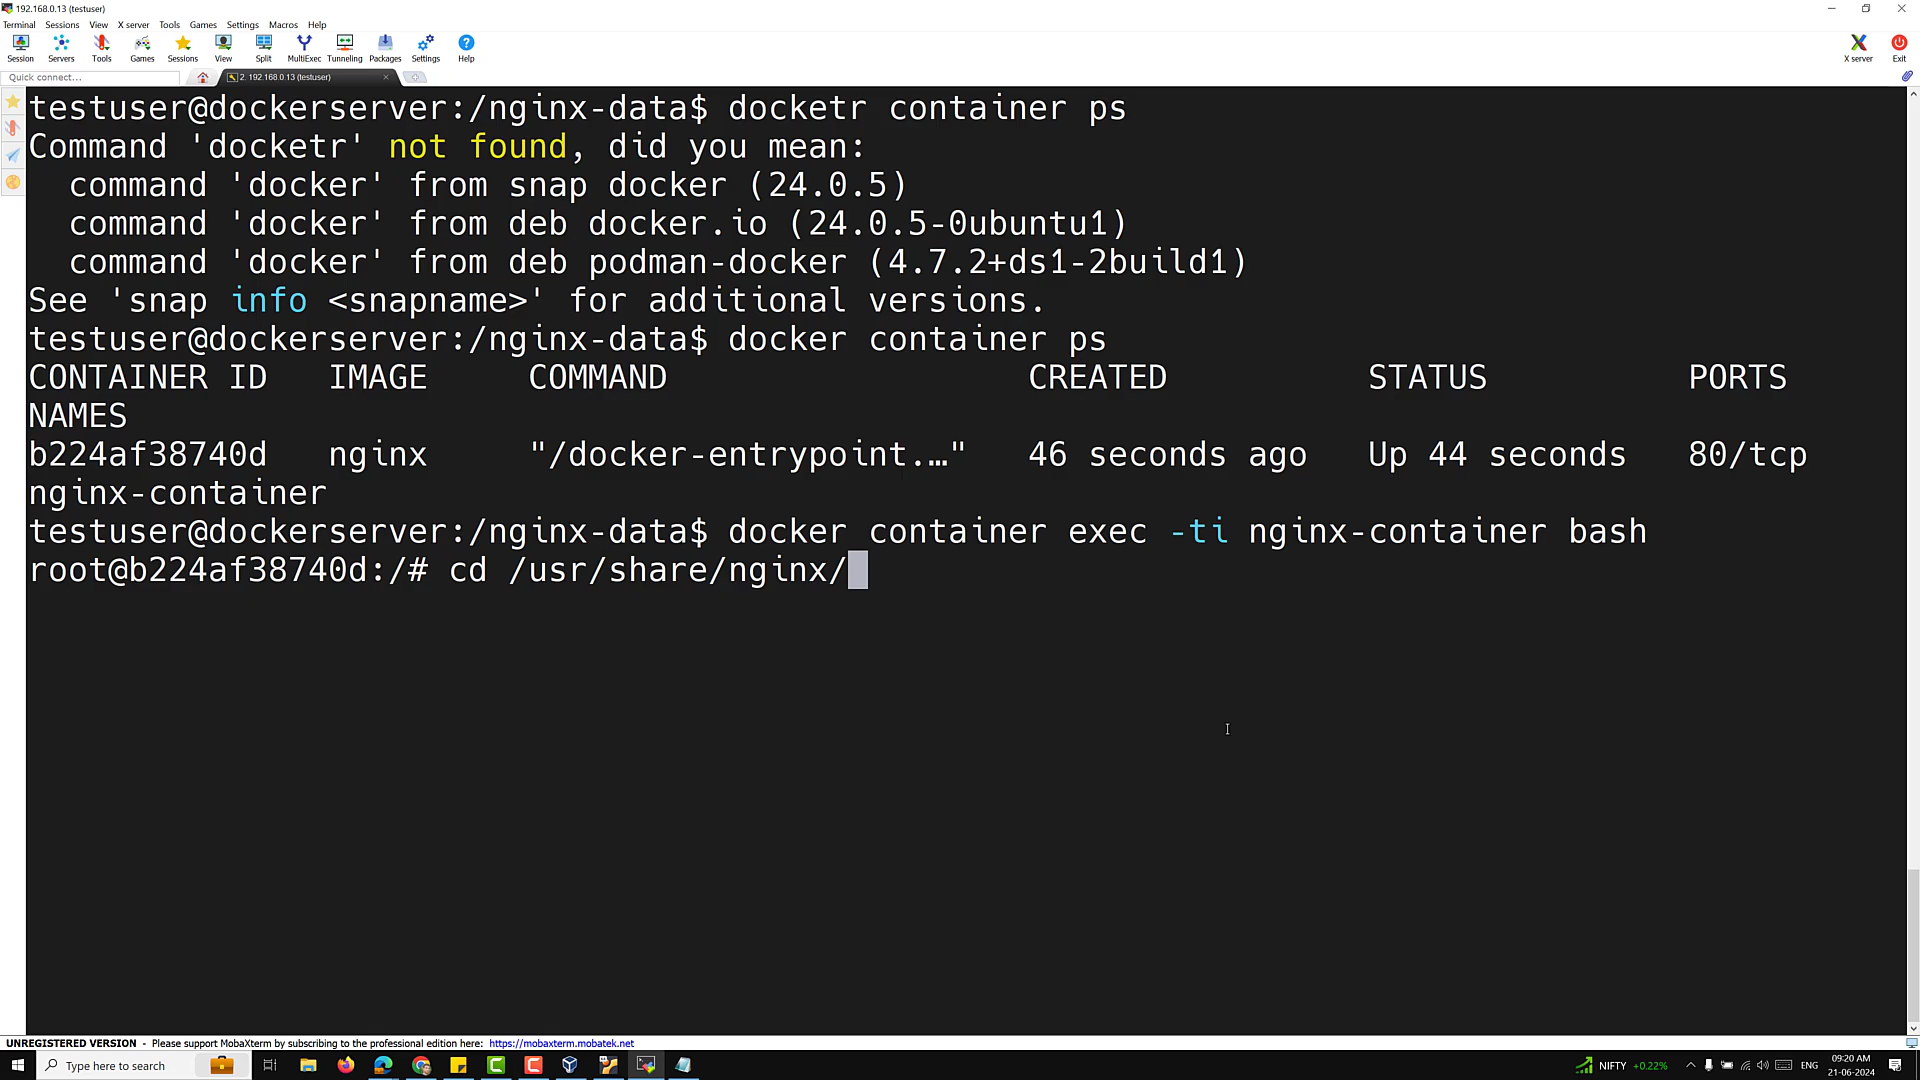 192.168.0.13 (testuser)
Terminal Sessions View X server Tools Games Settings Macros Help
Session Servers Tools Games Sessions View Split MultiExec Tunneling Packages Settings Help X server Exit
Quick connect... 2. 192.168.0.13 (testuser)
testuser@dockerserver:/nginx-data$ docketr container ps
Command 'docketr' not found, did you mean:
command 'docker' from snap docker (24.0.5)
command 'docker' from deb docker.io (24.0.5-0ubuntu1)
command 'docker' from deb podman-docker (4.7.2+ds1-2build1)
See 'snap info <snapname>' for additional versions.
testuser@dockerserver:/nginx-data$ docker container ps
CONTAINER ID IMAGE COMMAND CREATED STATUS PORTS
NAMES
b224af38740d nginx "/docker-entrypoint.…" 46 seconds ago Up 44 seconds 80/tcp
nginx-container
testuser@dockerserver:/nginx-data$ docker container exec -ti nginx-container bash
root@b224af38740d:/# cd /usr/share/nginx/
UNREGISTERED VERSION - Please support MobaXterm by subscribing to the professional edition here: https://mobaxterm.mobatek.net
Type here to search NIFTY +0.22% ENG 09:20 AM
21-06-2024